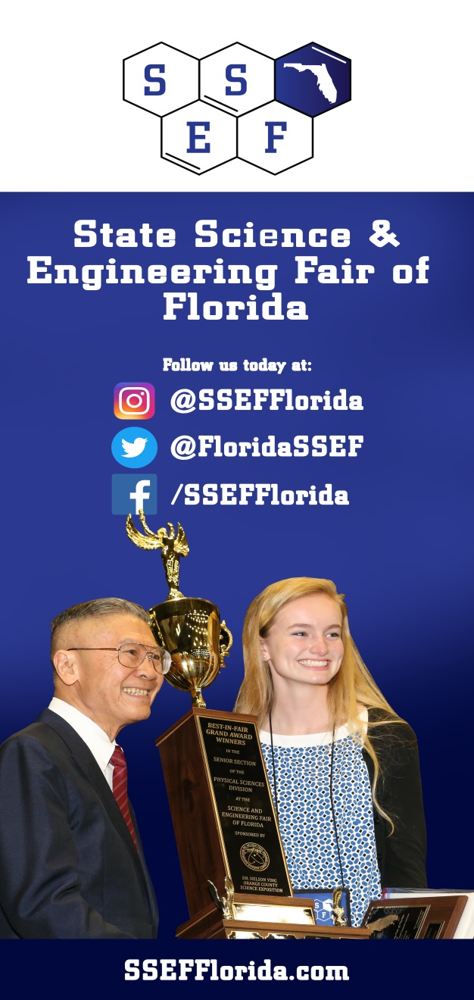 S S
E F
State Science &
Engineering Fair of
Florida
Follow us today at:
@SSEFFlorida
@FloridaSSEF
/SSEFFlorida
BEST-IN-FAIR
GRAND AWARD
WINNERS
IN THE
SENIOR SECTION
OF THE
PHYSICAL SCIENCES
DIVISION
AT THE
SCIENCE AND
ENGINEERING FAIR
OF FLORIDA
SPONSORED BY
DR. NELSON YING
ORANGE COUNTY
SCIENCE EXPOSITION
S
F
SSEFFlorida.com